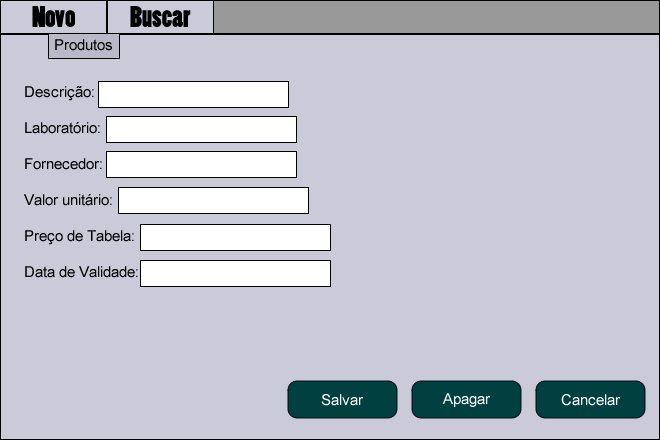 Novo Buscar
Produtos
Descrição:
Laboratório:
Fornecedor:
Valor unitário:
Preço de Tabela:
Data de Validade:
Salvar Apagar Cancelar